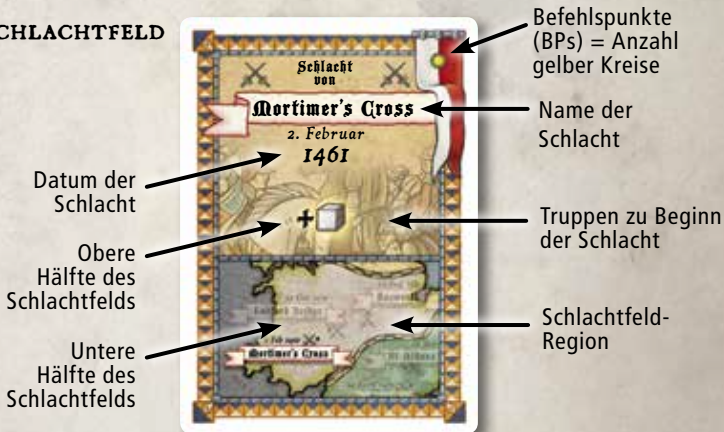 CHLACHTFELD
Befehlspunkte
(BPs) = Anzahl
gelber Kreise
Schlacht
von
Mortimer's Cross
2. Februar
1461
Name der
Schlacht
Datum der
Schlacht
+
Truppen zu Beginn
der Schlacht
Obere
Hälfte des
Schlachtfelds
Schlachtfeld-
Region
Mortimer's Cross
Untere
Hälfte des
Schlachtfelds